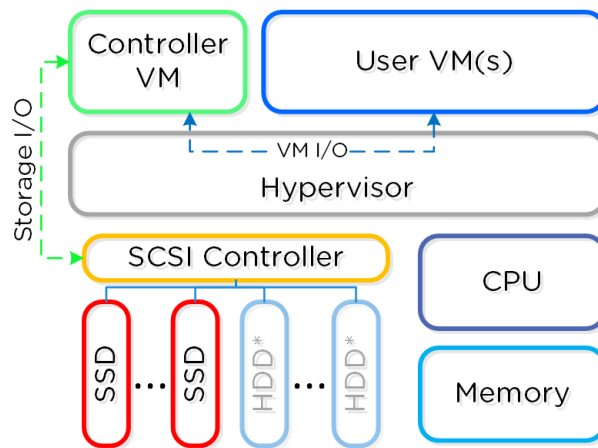 Controller
VM
User VM(s)
Storage I/O
VM I/O
Hypervisor
SCSI Controller
CPU
SSD
...
SSD
HDD*
...
HDD*
Memory